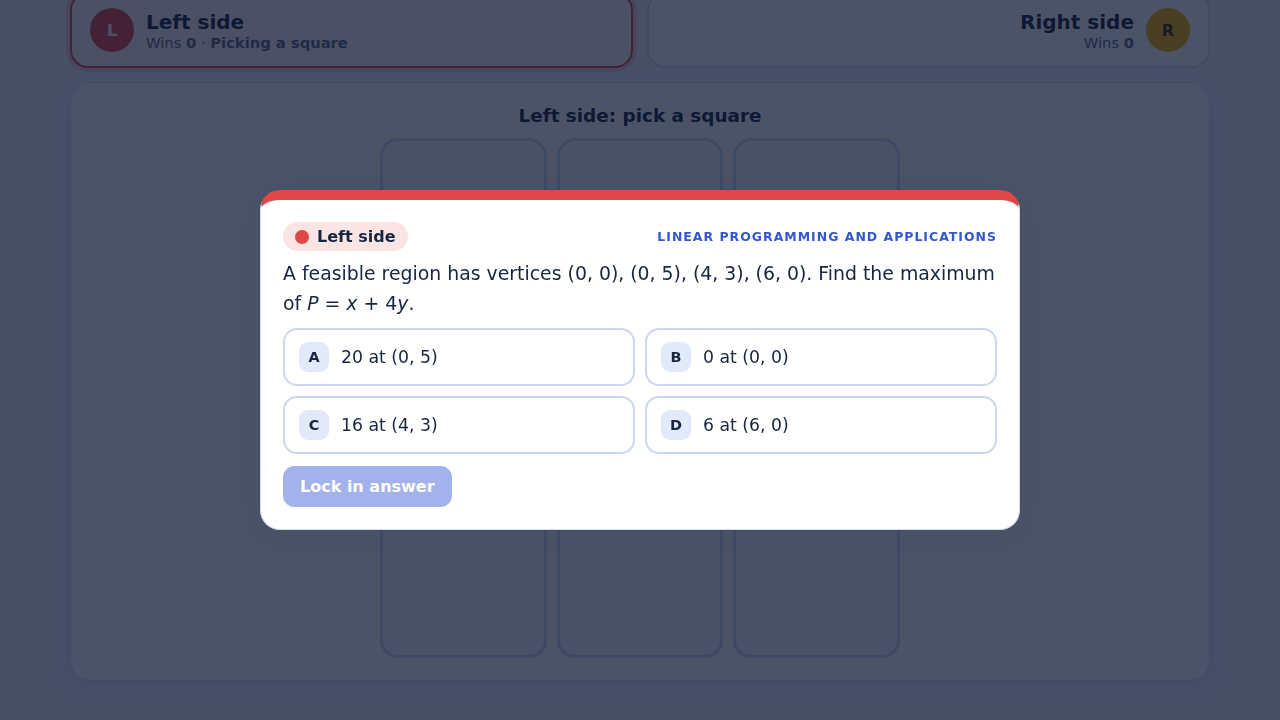 L
Left side
Wins 0 · Picking a square
Right side
Wins 0
R
Left side: pick a square
Left side
LINEAR PROGRAMMING AND APPLICATIONS
A feasible region has vertices (0, 0), (0, 5), (4, 3), (6, 0). Find the maximum
of P = x + 4y.
A 20 at (0, 5)
B 0 at (0, 0)
C 16 at (4, 3)
D 6 at (6, 0)
Lock in answer